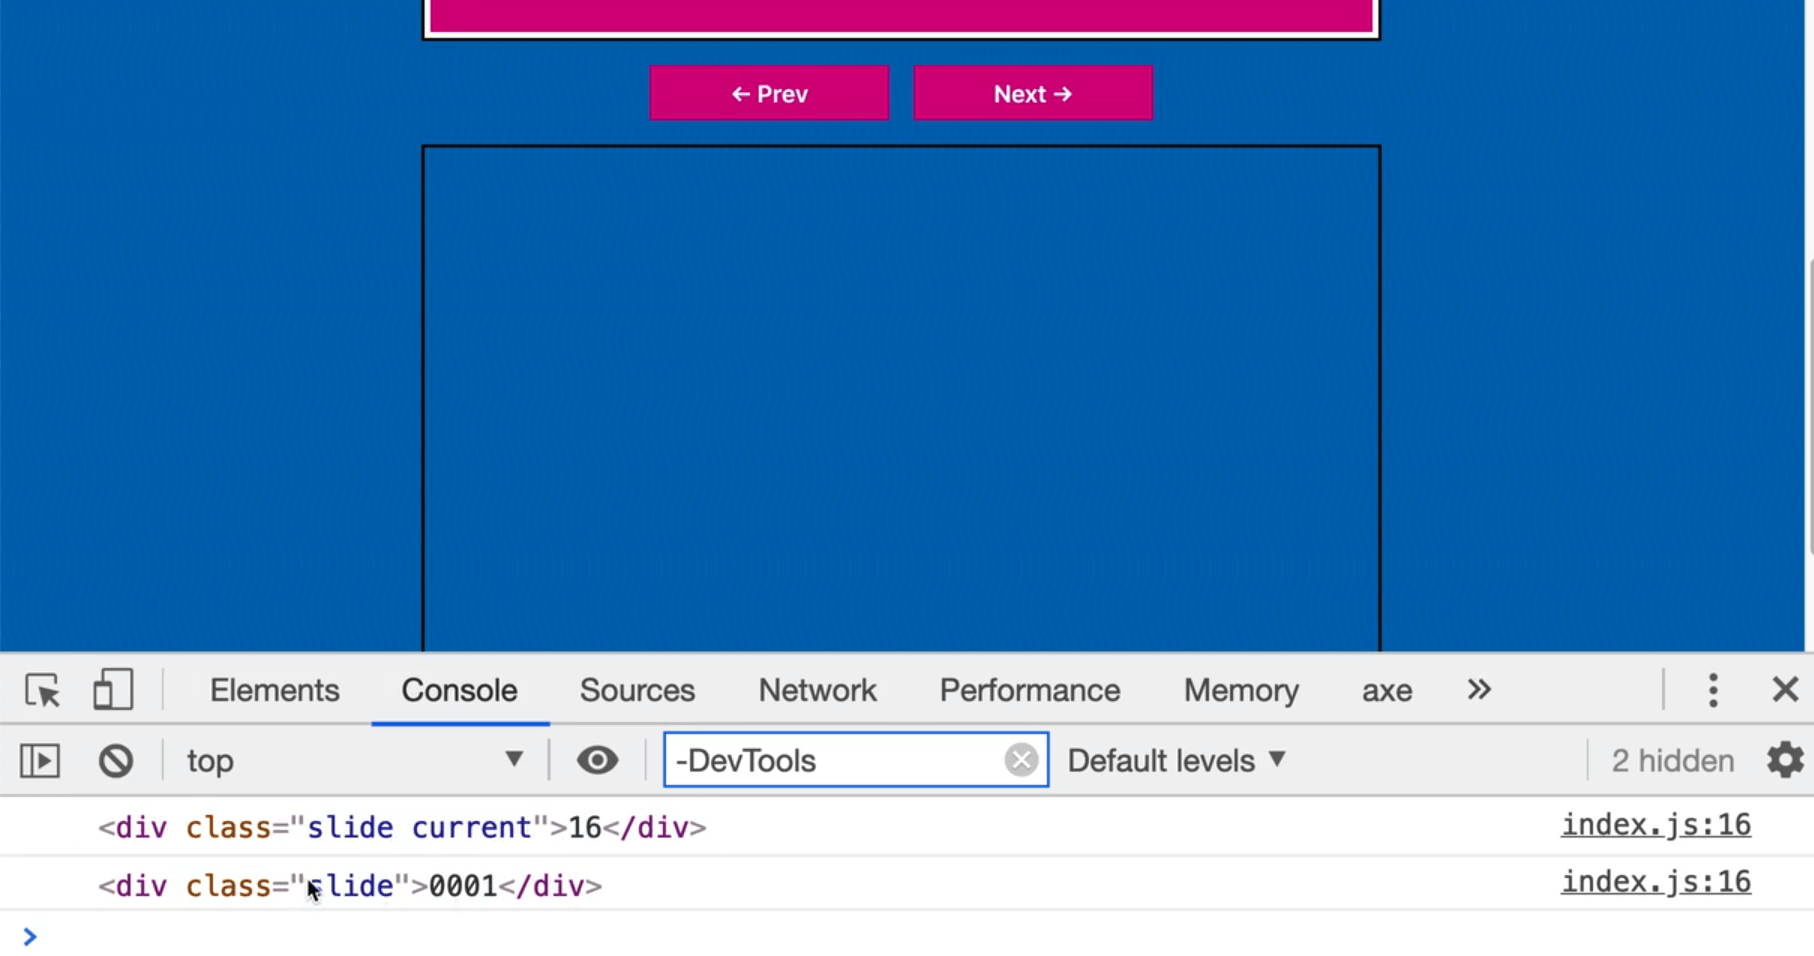 ← Prev Next →
Elements Console Sources Network Performance Memory axe »
top ▼ -DevTools Default levels ▼ 2 hidden
<div class="slide current">16</div> index.js:16
<div class="slide">0001</div> index.js:16
>